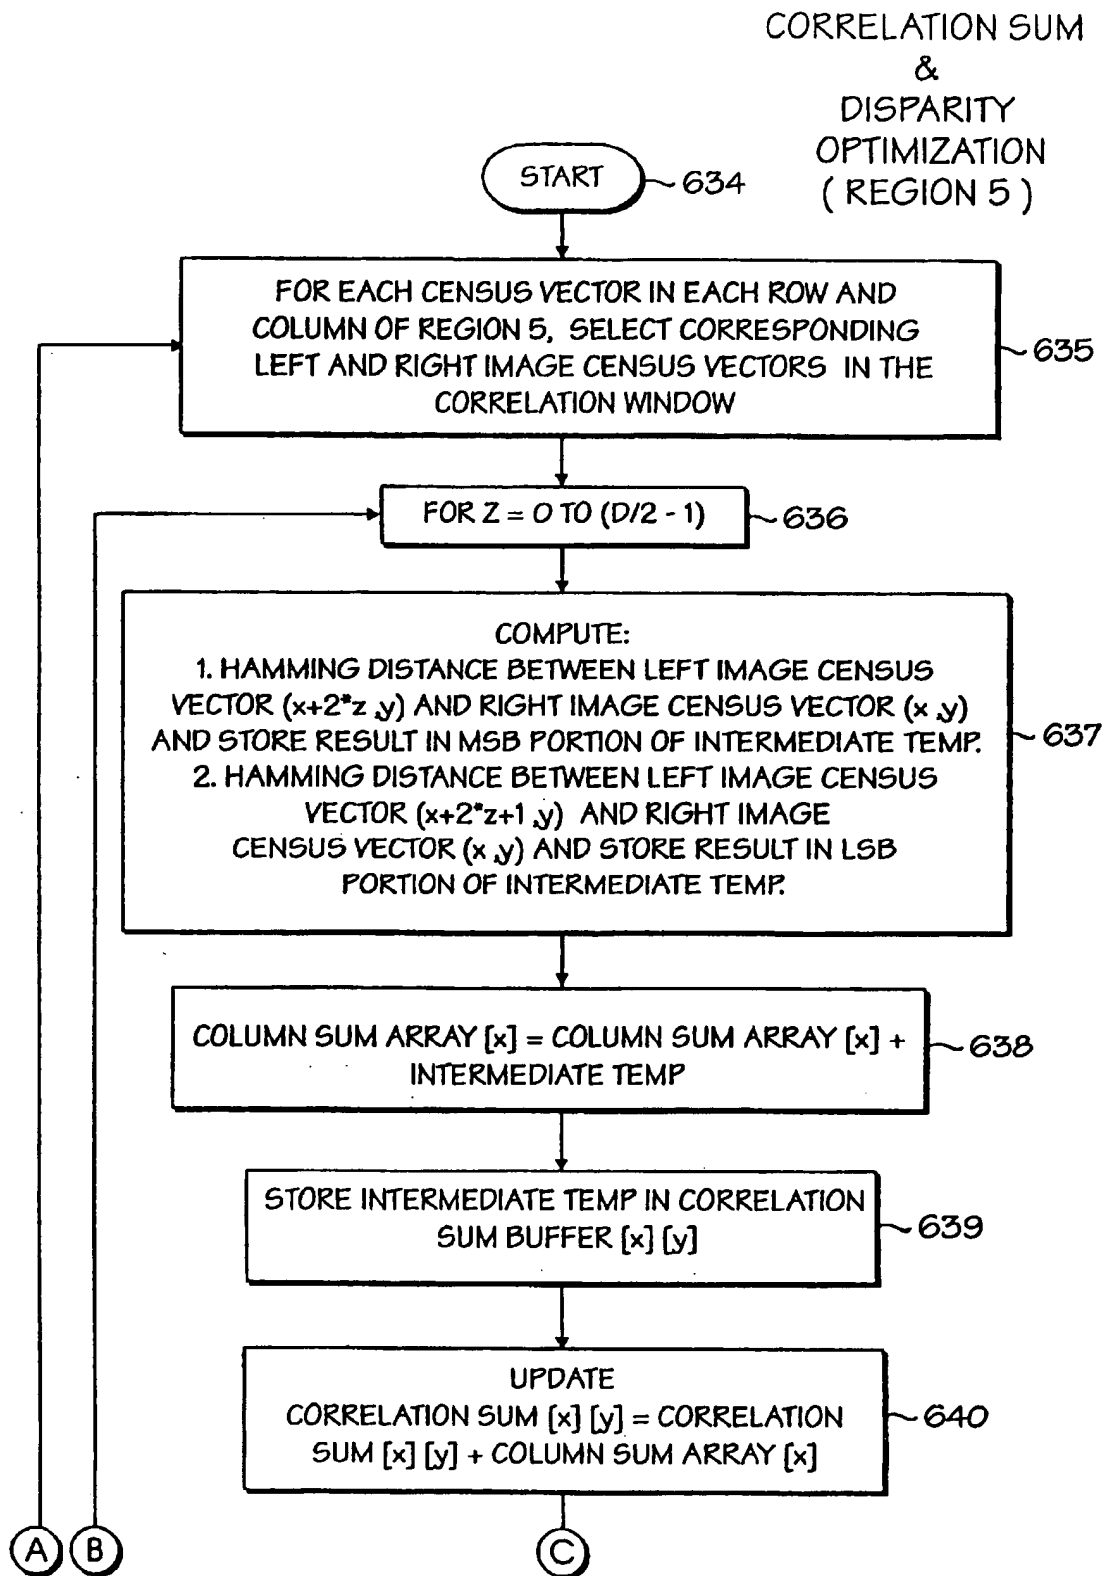 CORRELATION SUM
&
DISPARITY
OPTIMIZATION
( REGION 5 )
START
634
FOR EACH CENSUS VECTOR IN EACH ROW AND
COLUMN OF REGION 5, SELECT CORRESPONDING
LEFT AND RIGHT IMAGE CENSUS VECTORS IN THE
CORRELATION WINDOW
635
FOR Z = 0 TO (D/2 - 1)
636
COMPUTE:
1. HAMMING DISTANCE BETWEEN LEFT IMAGE CENSUS
VECTOR (x+2*z ,y) AND RIGHT IMAGE CENSUS VECTOR (x ,y)
AND STORE RESULT IN MSB PORTION OF INTERMEDIATE TEMP.
2. HAMMING DISTANCE BETWEEN LEFT IMAGE CENSUS
VECTOR (x+2*z+1 ,y) AND RIGHT IMAGE
CENSUS VECTOR (x ,y) AND STORE RESULT IN LSB
PORTION OF INTERMEDIATE TEMP.
637
COLUMN SUM ARRAY [x] = COLUMN SUM ARRAY [x] +
INTERMEDIATE TEMP
638
STORE INTERMEDIATE TEMP IN CORRELATION
SUM BUFFER [x] [y]
639
UPDATE
CORRELATION SUM [x] [y] = CORRELATION
SUM [x] [y] + COLUMN SUM ARRAY [x]
640
A
B
C